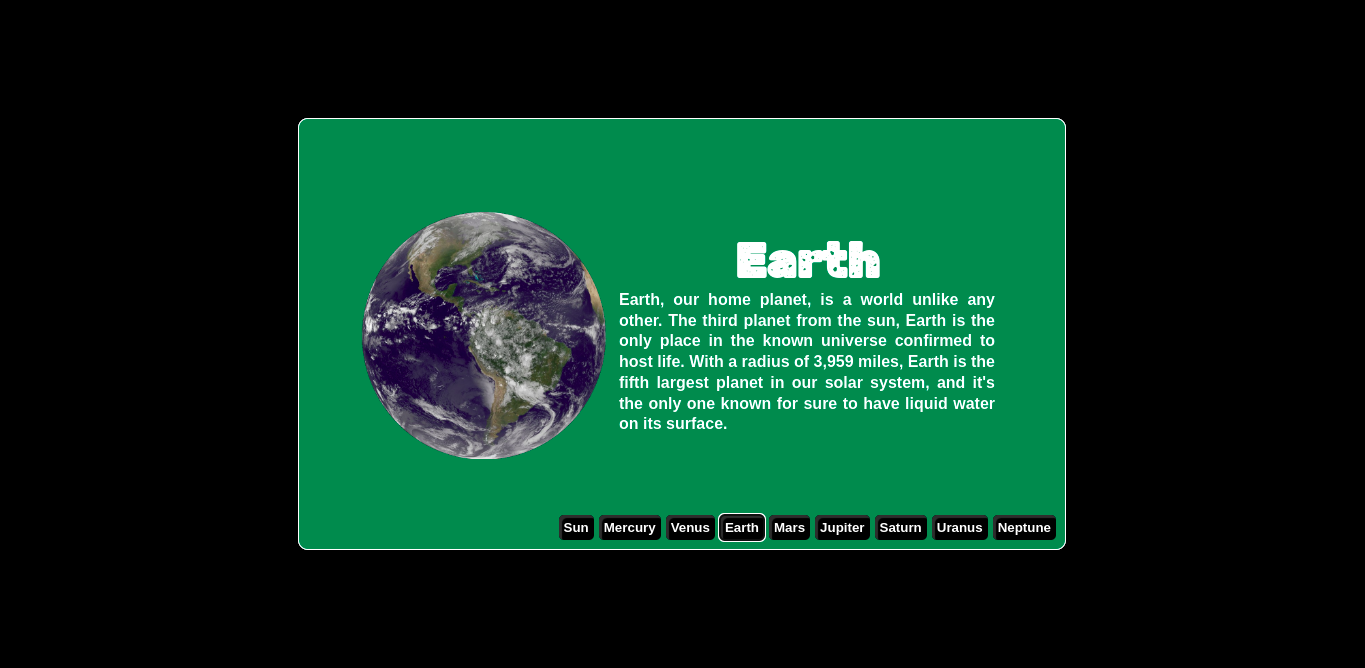 Earth
Earth, our home planet, is a world unlike any
other. The third planet from the sun, Earth is the
only place in the known universe confirmed to
host life. With a radius of 3,959 miles, Earth is the
fifth largest planet in our solar system, and it's
the only one known for sure to have liquid water
on its surface.
Sun Mercury Venus Earth Mars Jupiter Saturn Uranus Neptune